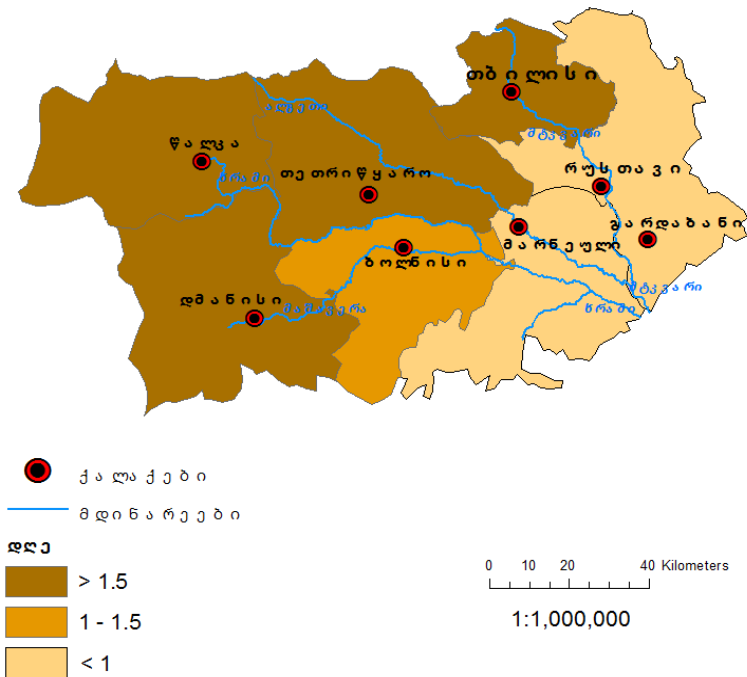 თბილისი
ალგეთი
მტკვარი
წალკა
ხრამი
თეთრიწყარო
რუსთავი
გარდაბანი
მარნეული
ბოლნისი
დმანისი
მაშავერა
მტკვარი
ხრამი
ქალაქები
მდინარეები
დღე
> 1.5
1 - 1.5
< 1
0 10 20 40 Kilometers
1:1,000,000